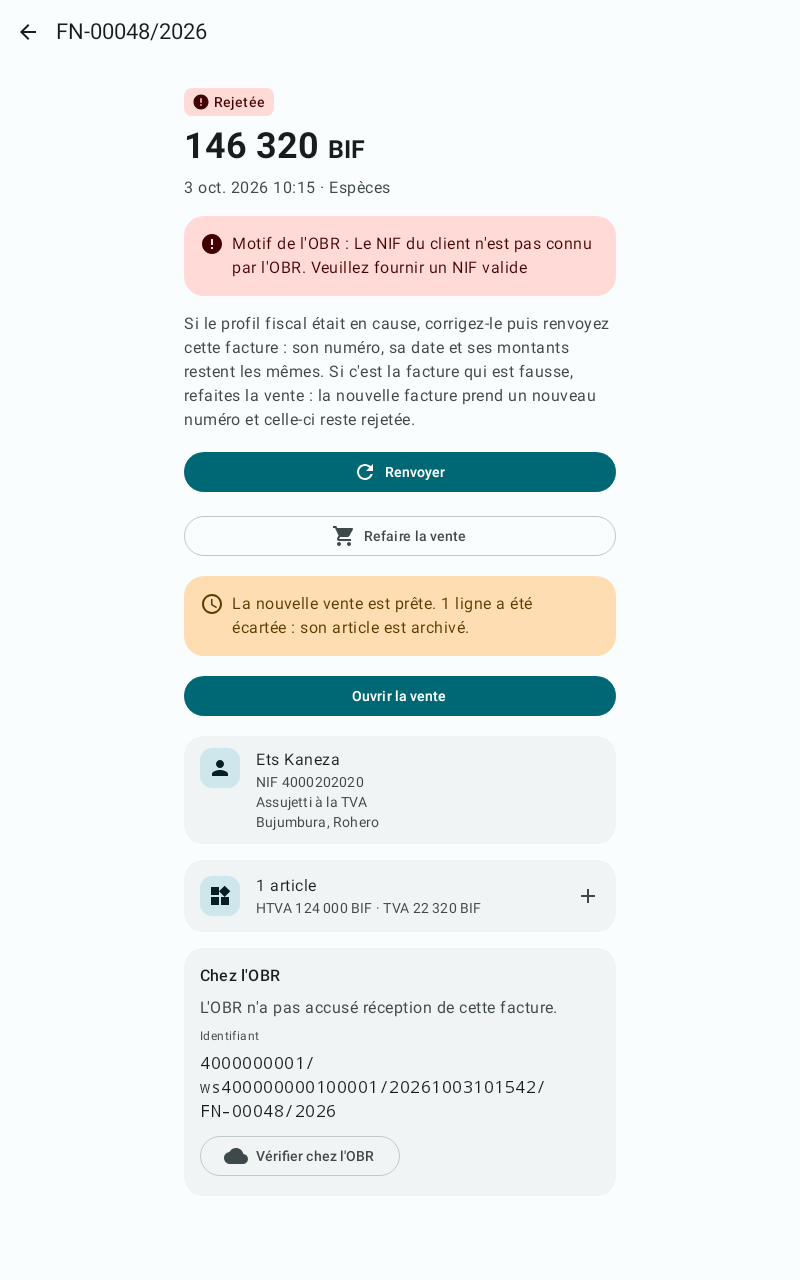 FN-00048/2026
Rejetée
146 320 BIF
3 oct. 2026 10:15 · Espèces
Motif de l'OBR : Le NIF du client n'est pas connu
par l'OBR. Veuillez fournir un NIF valide
Si le profil fiscal était en cause, corrigez-le puis renvoyez
cette facture : son numéro, sa date et ses montants
restent les mêmes. Si c'est la facture qui est fausse,
refaites la vente : la nouvelle facture prend un nouveau
numéro et celle-ci reste rejetée.
Renvoyer
Refaire la vente
La nouvelle vente est prête. 1 ligne a été
écartée : son article est archivé.
Ouvrir la vente
Ets Kaneza
NIF 4000202020
Assujetti à la TVA
Bujumbura, Rohero
1 article
HTVA 124 000 BIF · TVA 22 320 BIF
Chez l'OBR
L'OBR n'a pas accusé réception de cette facture.
Identifiant
4000000001/
ws400000000100001/20261003101542/
FN-00048/2026
Vérifier chez l'OBR